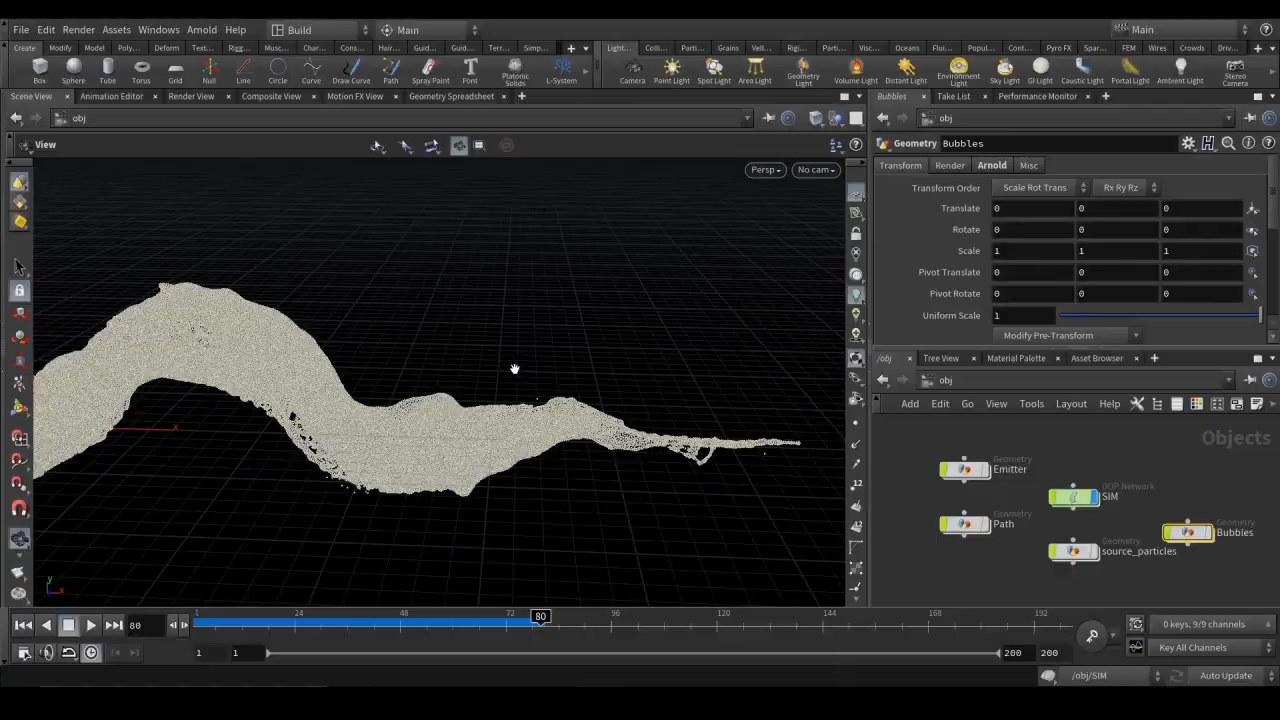 File Edit Render Assets Windows Arnold Help Build Main Main
Create Modify Model Poly... Deform Text... Rigg... Musc... Char... Cons... Hair... Guid... Guid... Terr... Simp... Light... Colli... Parti... Grains Vell... Rigi... Parti... Visc... Oceans Flui... Popul... Cont... Pyro FX Spar... FEM Wires Crowds Driv...
Box Sphere Tube Torus Grid Null Line Circle Curve Draw Curve Path Spray Paint Font Platonic Solids L-System Camera Point Light Spot Light Area Light Geometry Light Volume Light Distant Light Environment Light Sky Light GI Light Caustic Light Portal Light Ambient Light Stereo Camera
Scene View Animation Editor Render View Composite View Motion FX View Geometry Spreadsheet Bubbles Take List Performance Monitor
obj obj
View
Geometry Bubbles
Persp No cam
Transform Render Arnold Misc
Transform Order Scale Rot Trans Rx Ry Rz
Translate 0 0 0
Rotate 0 0 0
Scale 1 1 1
Pivot Translate 0 0 0
Pivot Rotate 0 0 0
Uniform Scale 1
Modify Pre-Transform
/obj Tree View Material Palette Asset Browser
obj
Add Edit Go View Tools Layout Help
Objects
Geometry
Emitter
DOP Network
SIM
Geometry
Path
Geometry
Bubbles
Geometry
source_particles
x
12
12
y
x
1 24 48 72 80 96 120 144 168 192
80
0 keys, 9/9 channels
1 1 200 200
Key All Channels
/obj/SIM Auto Update